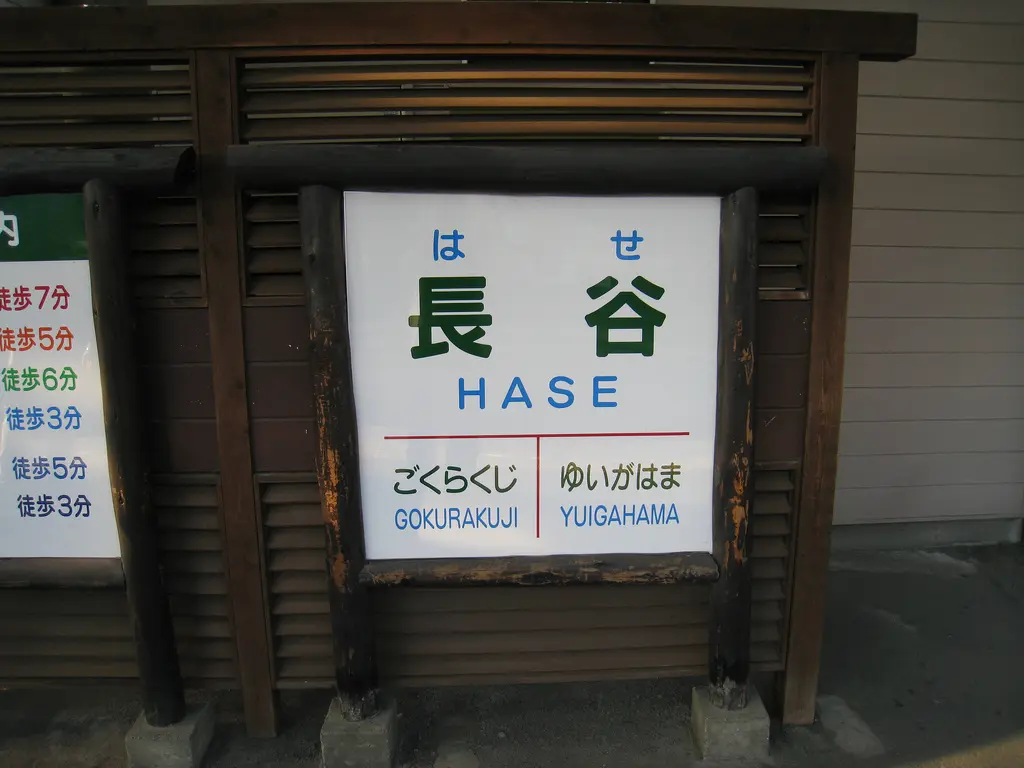 内
徒歩7分
徒歩5分
徒歩6分
徒歩3分
徒歩5分
徒歩3分
は せ
長 谷
HASE
ごくらくじ ゆいがはま
GOKURAKUJI YUIGAHAMA